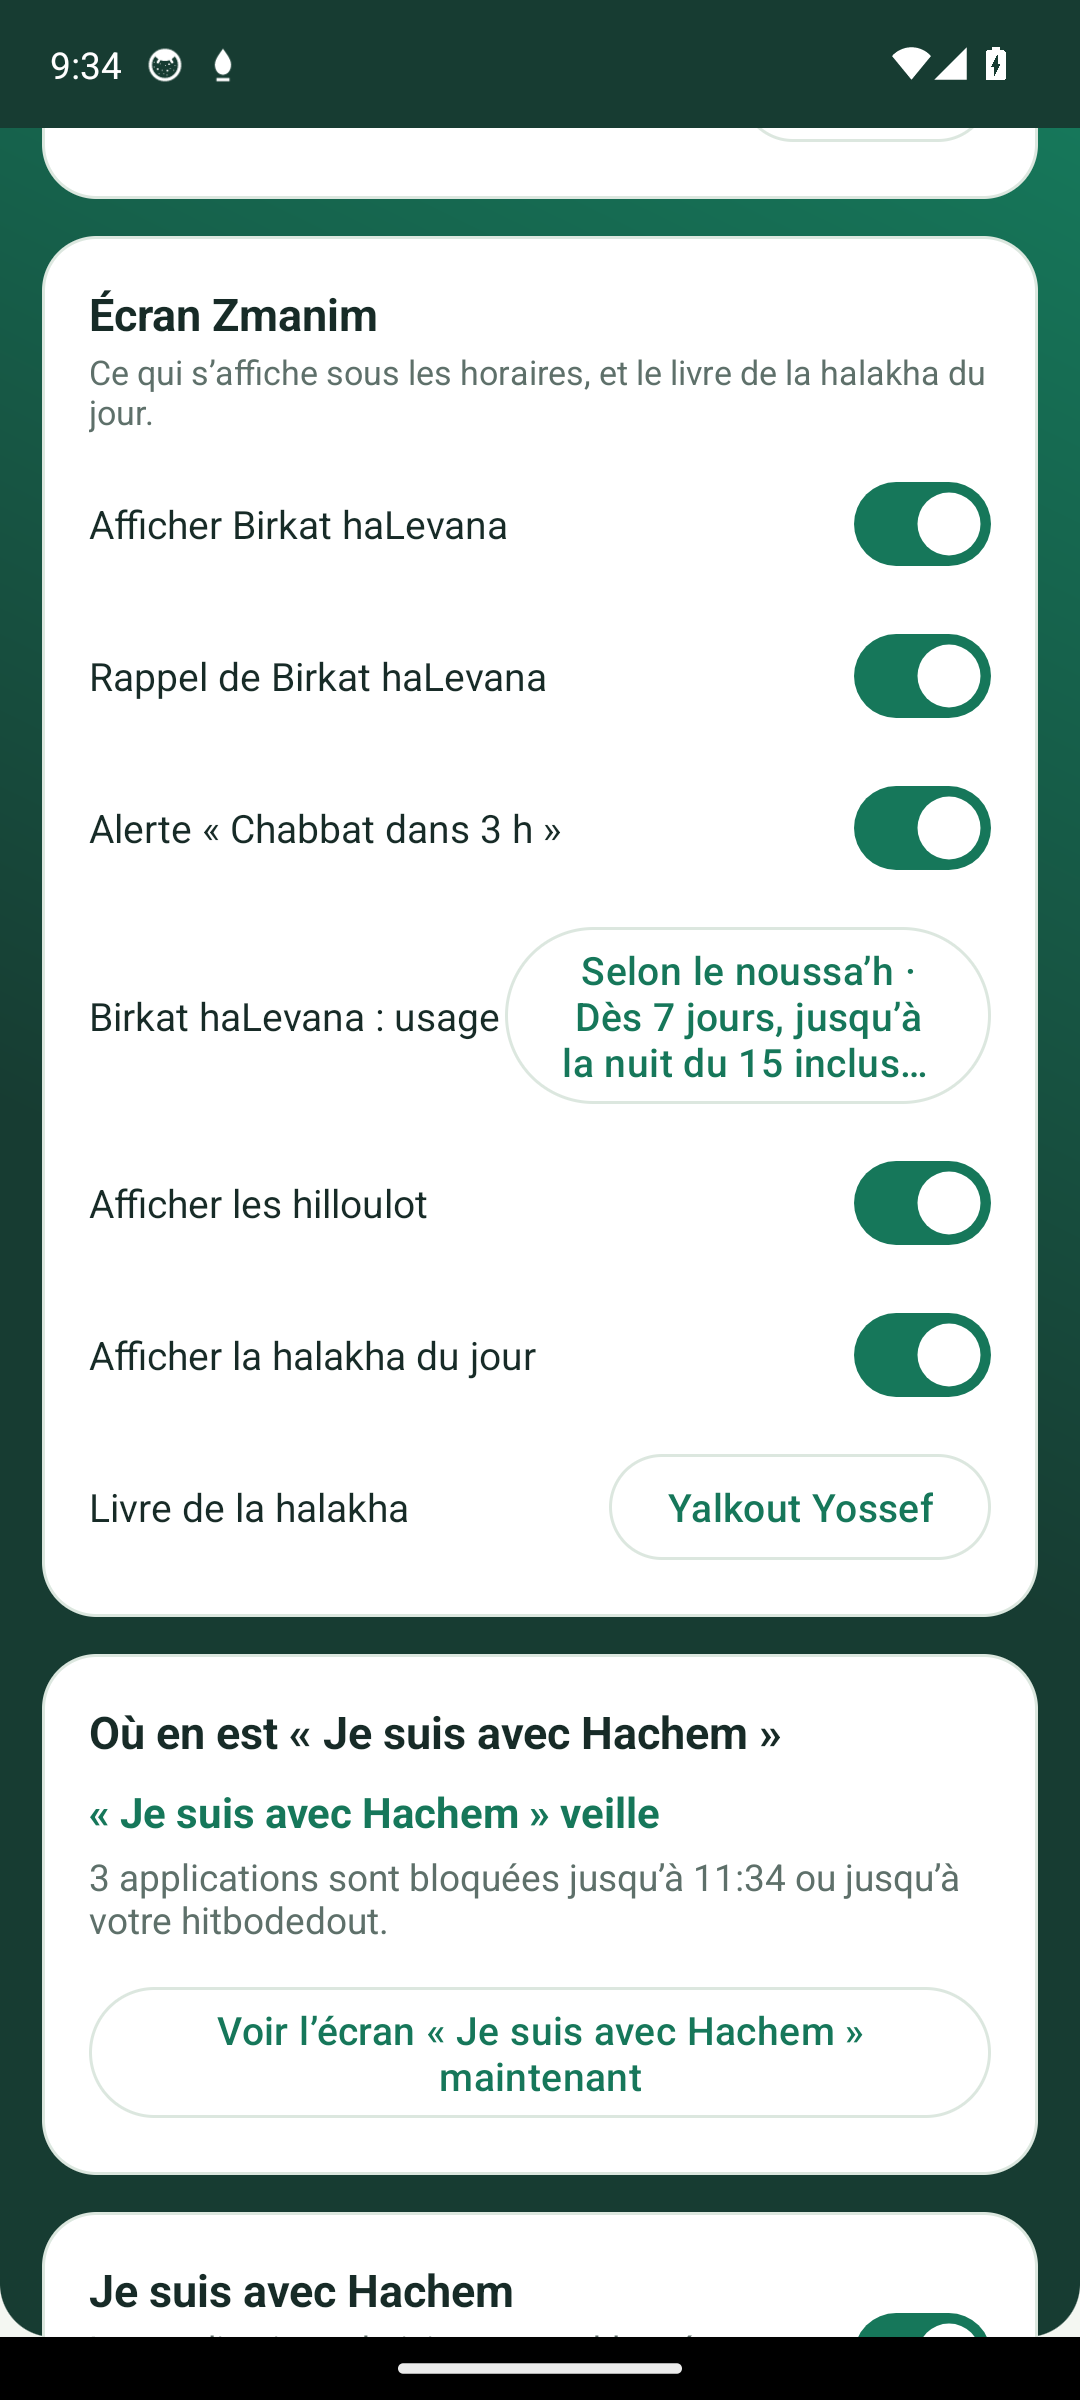 9:34
Écran Zmanim
Ce qui s’affiche sous les horaires, et le livre de la halakha du
jour.
Afficher Birkat haLevana
Rappel de Birkat haLevana
Alerte « Chabbat dans 3 h »
Birkat haLevana : usage
Selon le noussa’h ·
Dès 7 jours, jusqu’à
la nuit du 15 inclus…
Afficher les hilloulot
Afficher la halakha du jour
Livre de la halakha
Yalkout Yossef
Où en est « Je suis avec Hachem »
« Je suis avec Hachem » veille
3 applications sont bloquées jusqu’à 11:34 ou jusqu’à
votre hitbodedout.
Voir l’écran « Je suis avec Hachem »
maintenant
Je suis avec Hachem